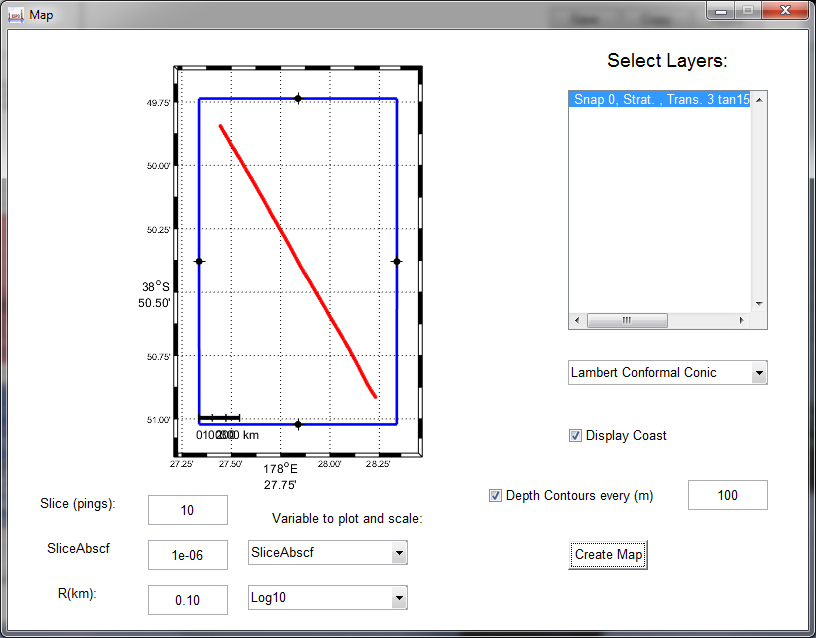 Map
Select Layers:
Snap 0, Strat. , Trans. 3 tan15
49.75'
50.00'
50.25'
38°S
50.50'
50.75'
51.00'
km
27.25'
27.50'
178°E
27.75'
28.00'
28.25'
Lambert Conformal Conic
Display Coast
Depth Contours every (m)
100
Create Map
Slice (pings):
10
Variable to plot and scale:
SliceAbscf
1e-06
SliceAbscf
R(km):
0.10
Log10